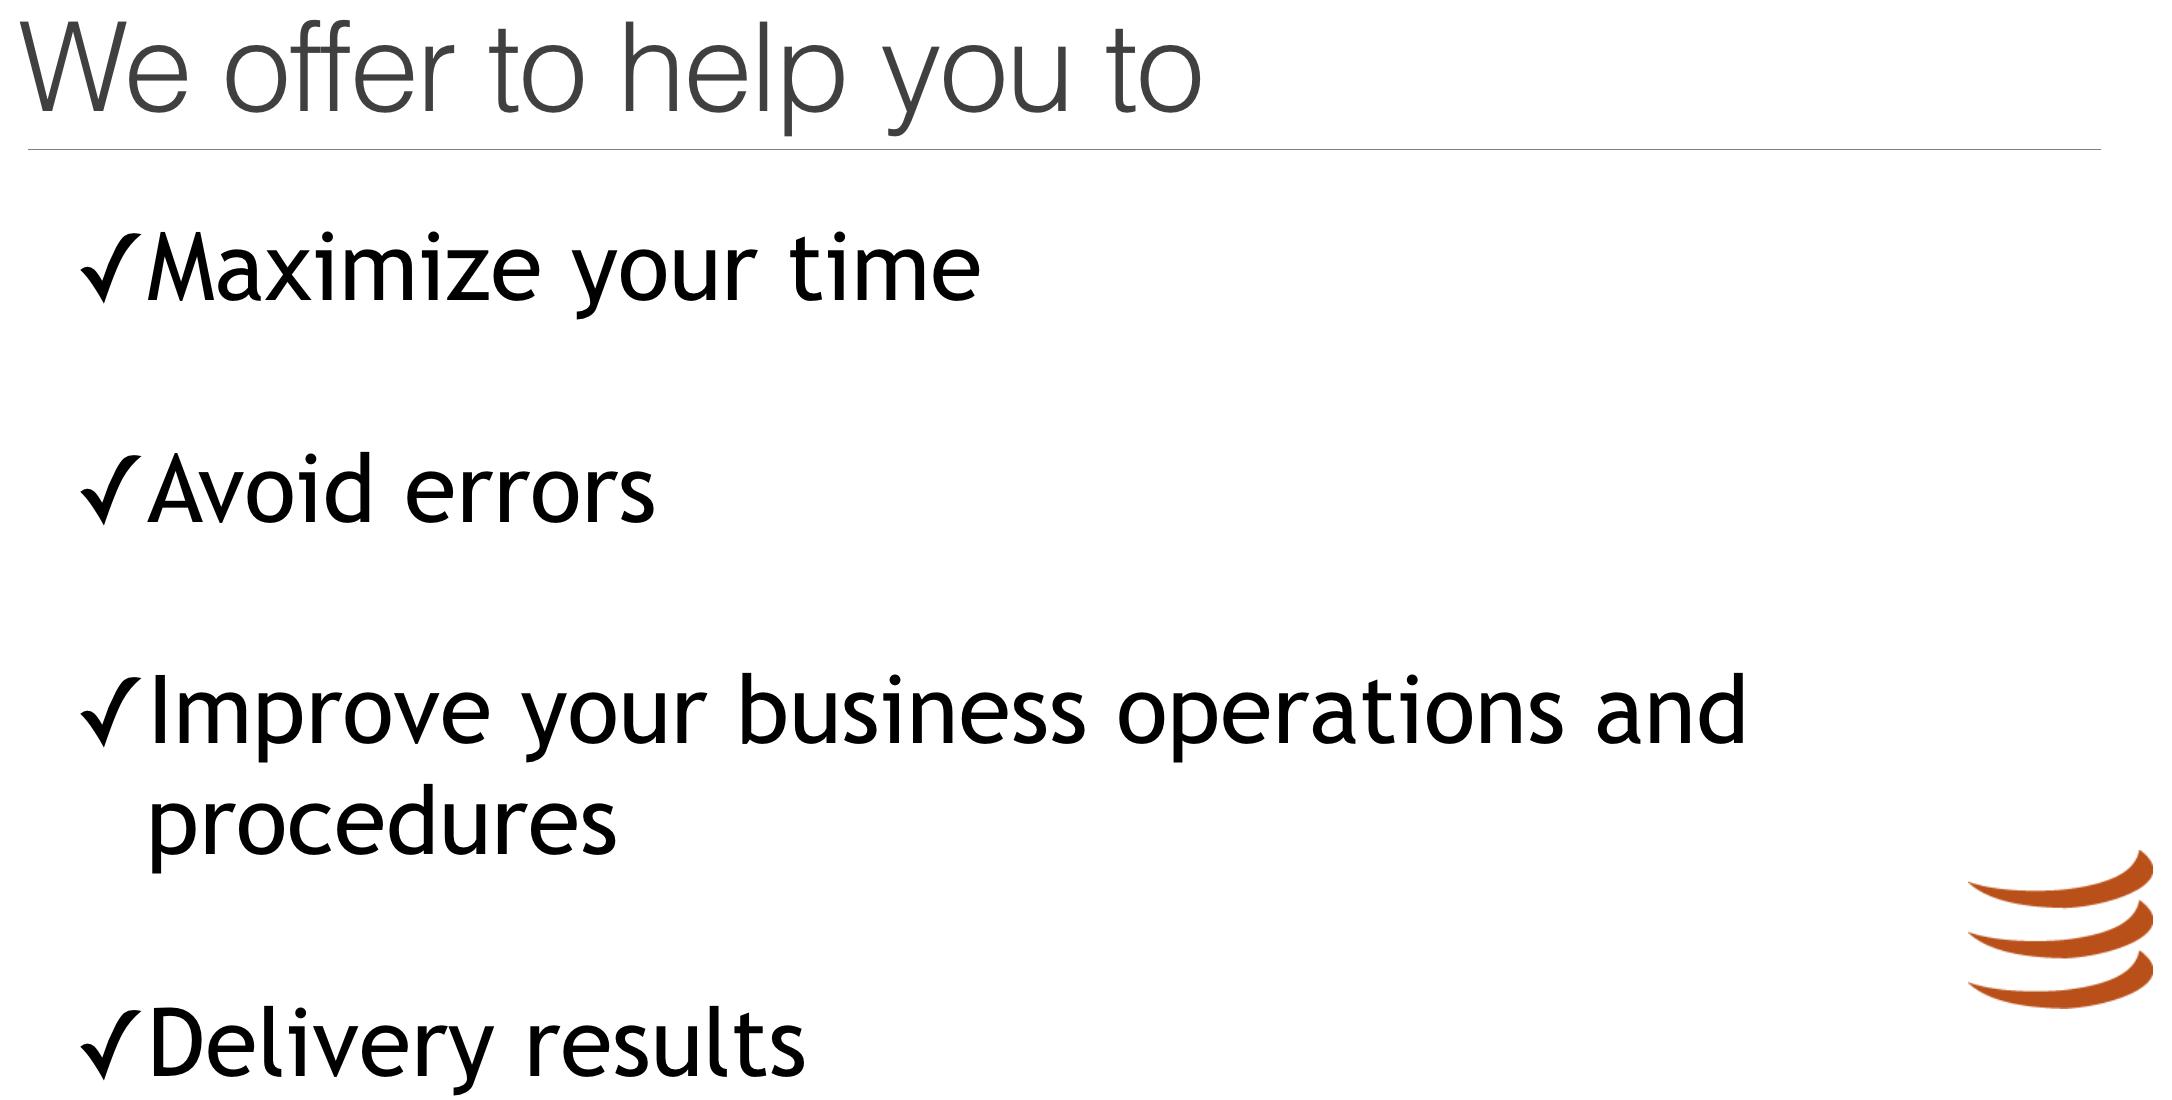 We offer to help you to
✓Maximize your time
✓Avoid errors
✓Improve your business operations and
procedures
✓Delivery results